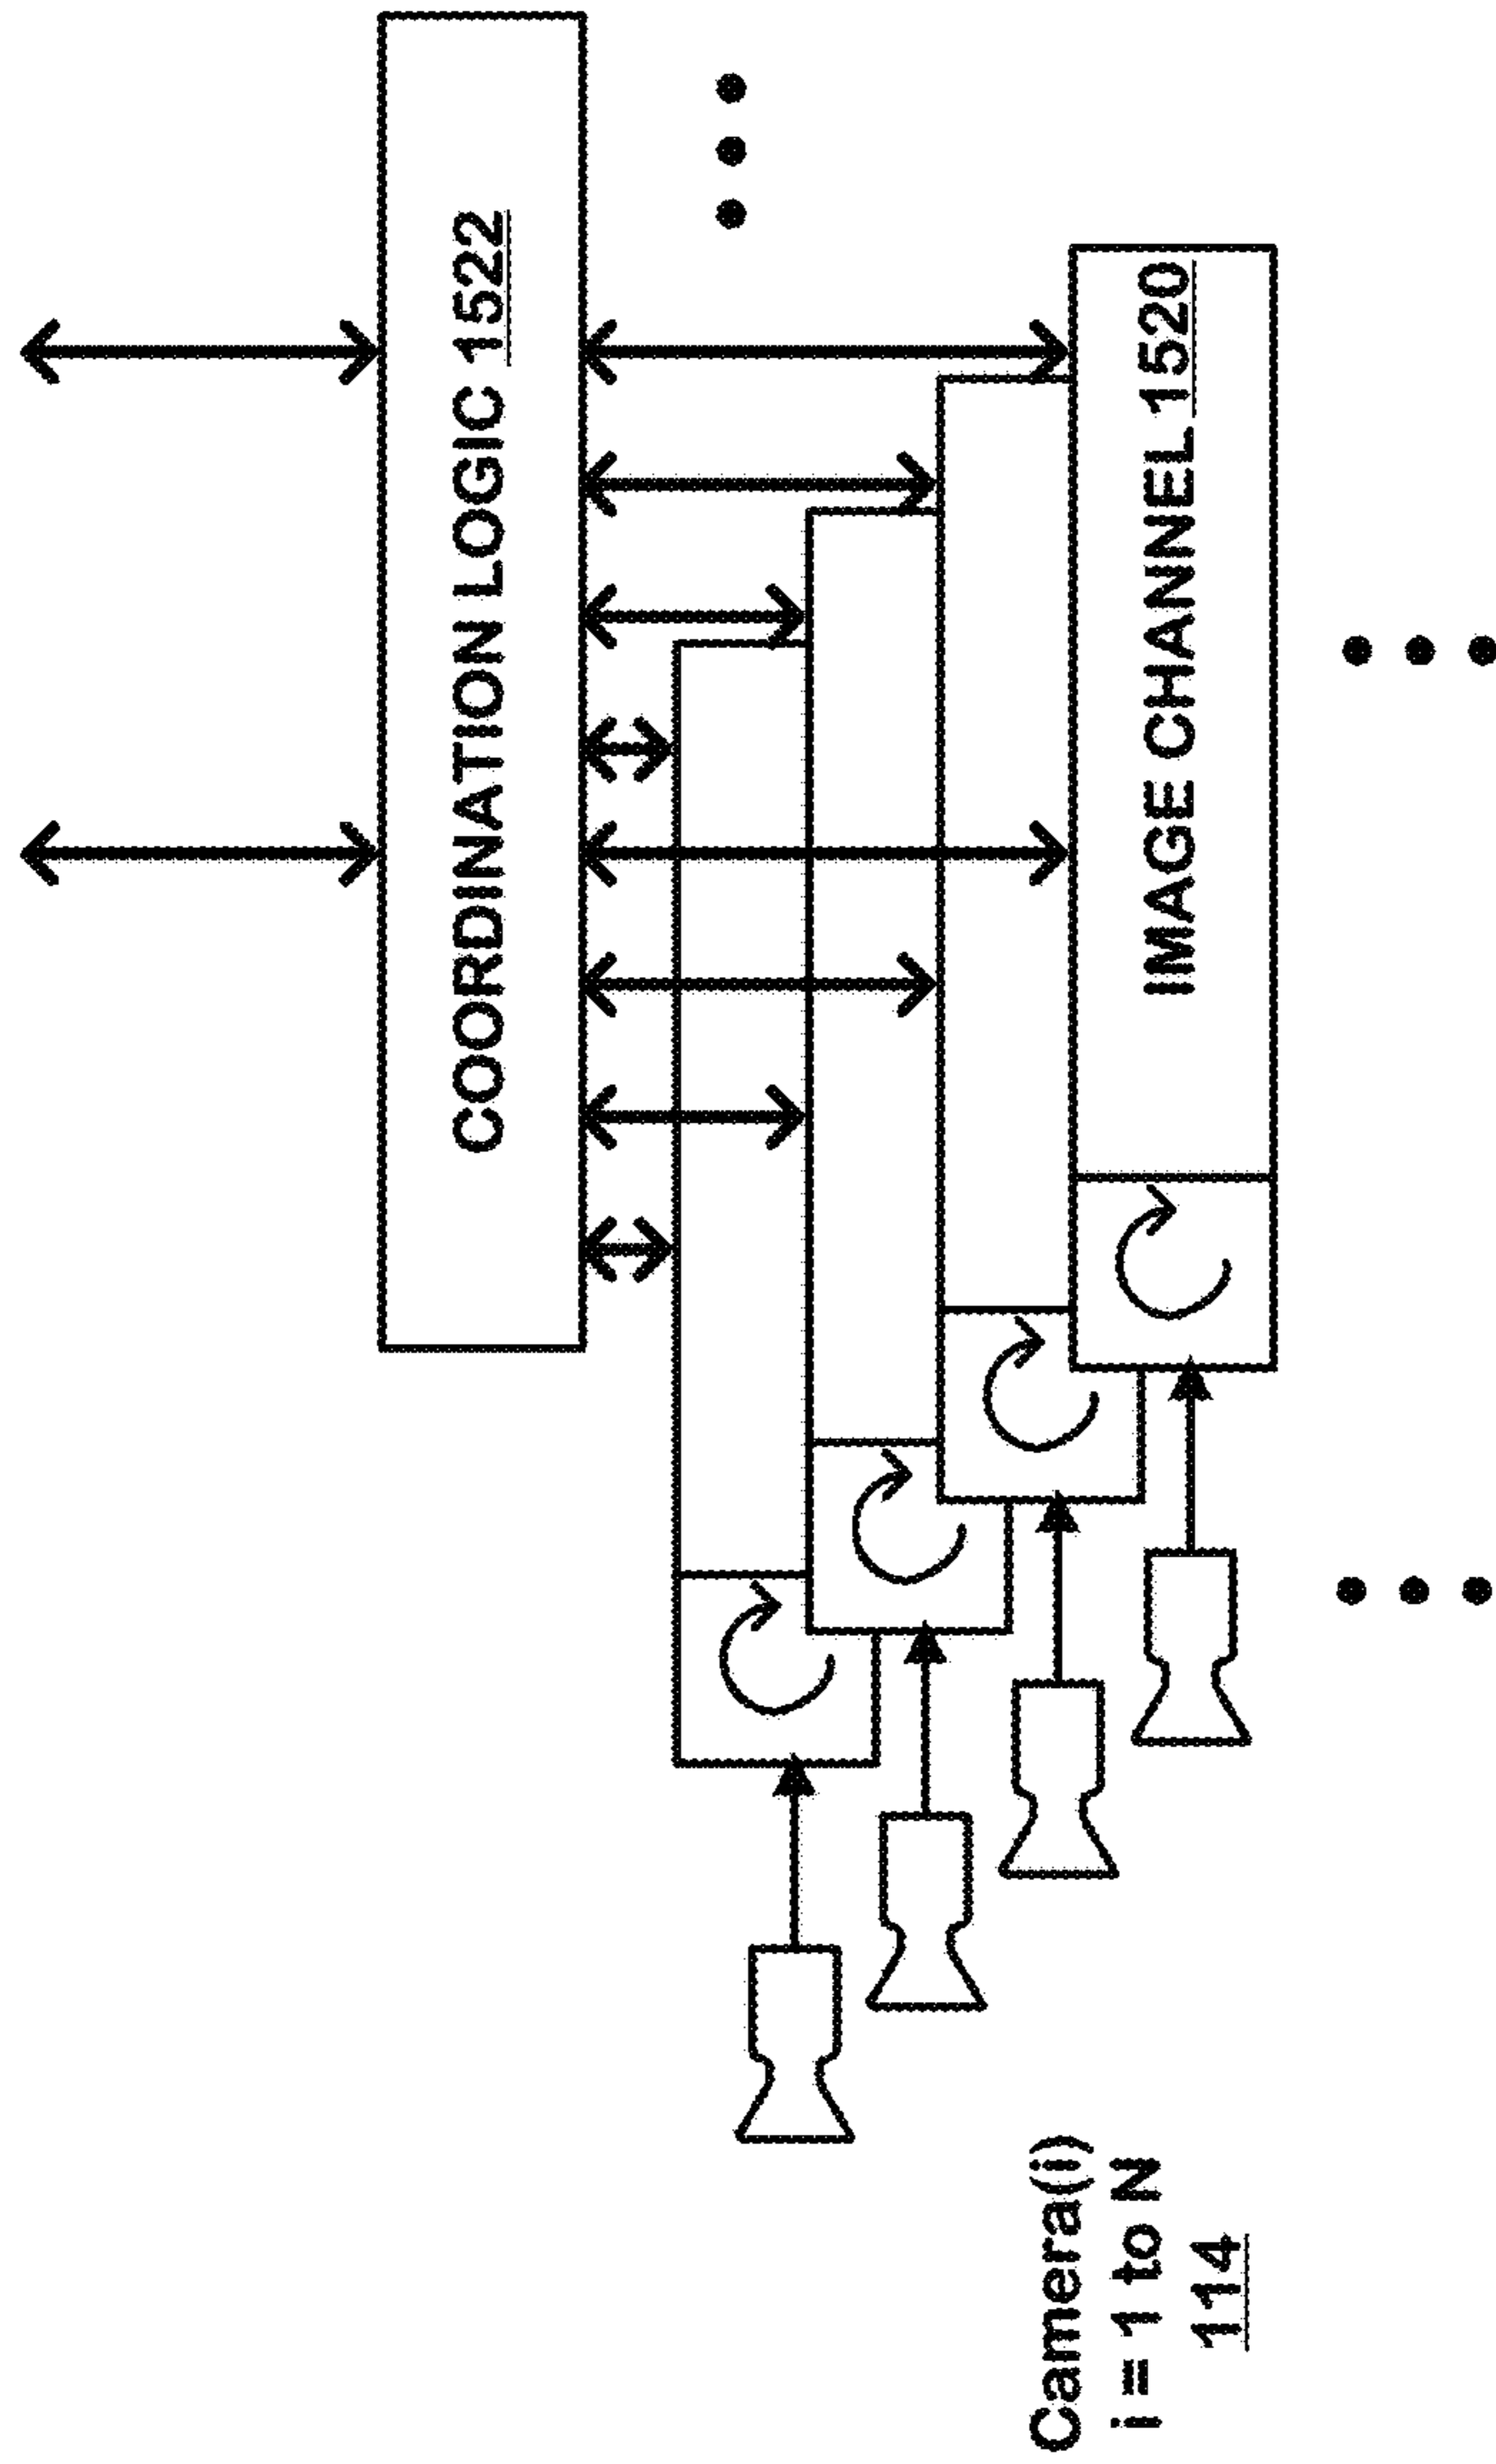 COORDINATION LOGIC 1522
IMAGE CHANNEL 1520
Camera(i)
i = 1 to N
114